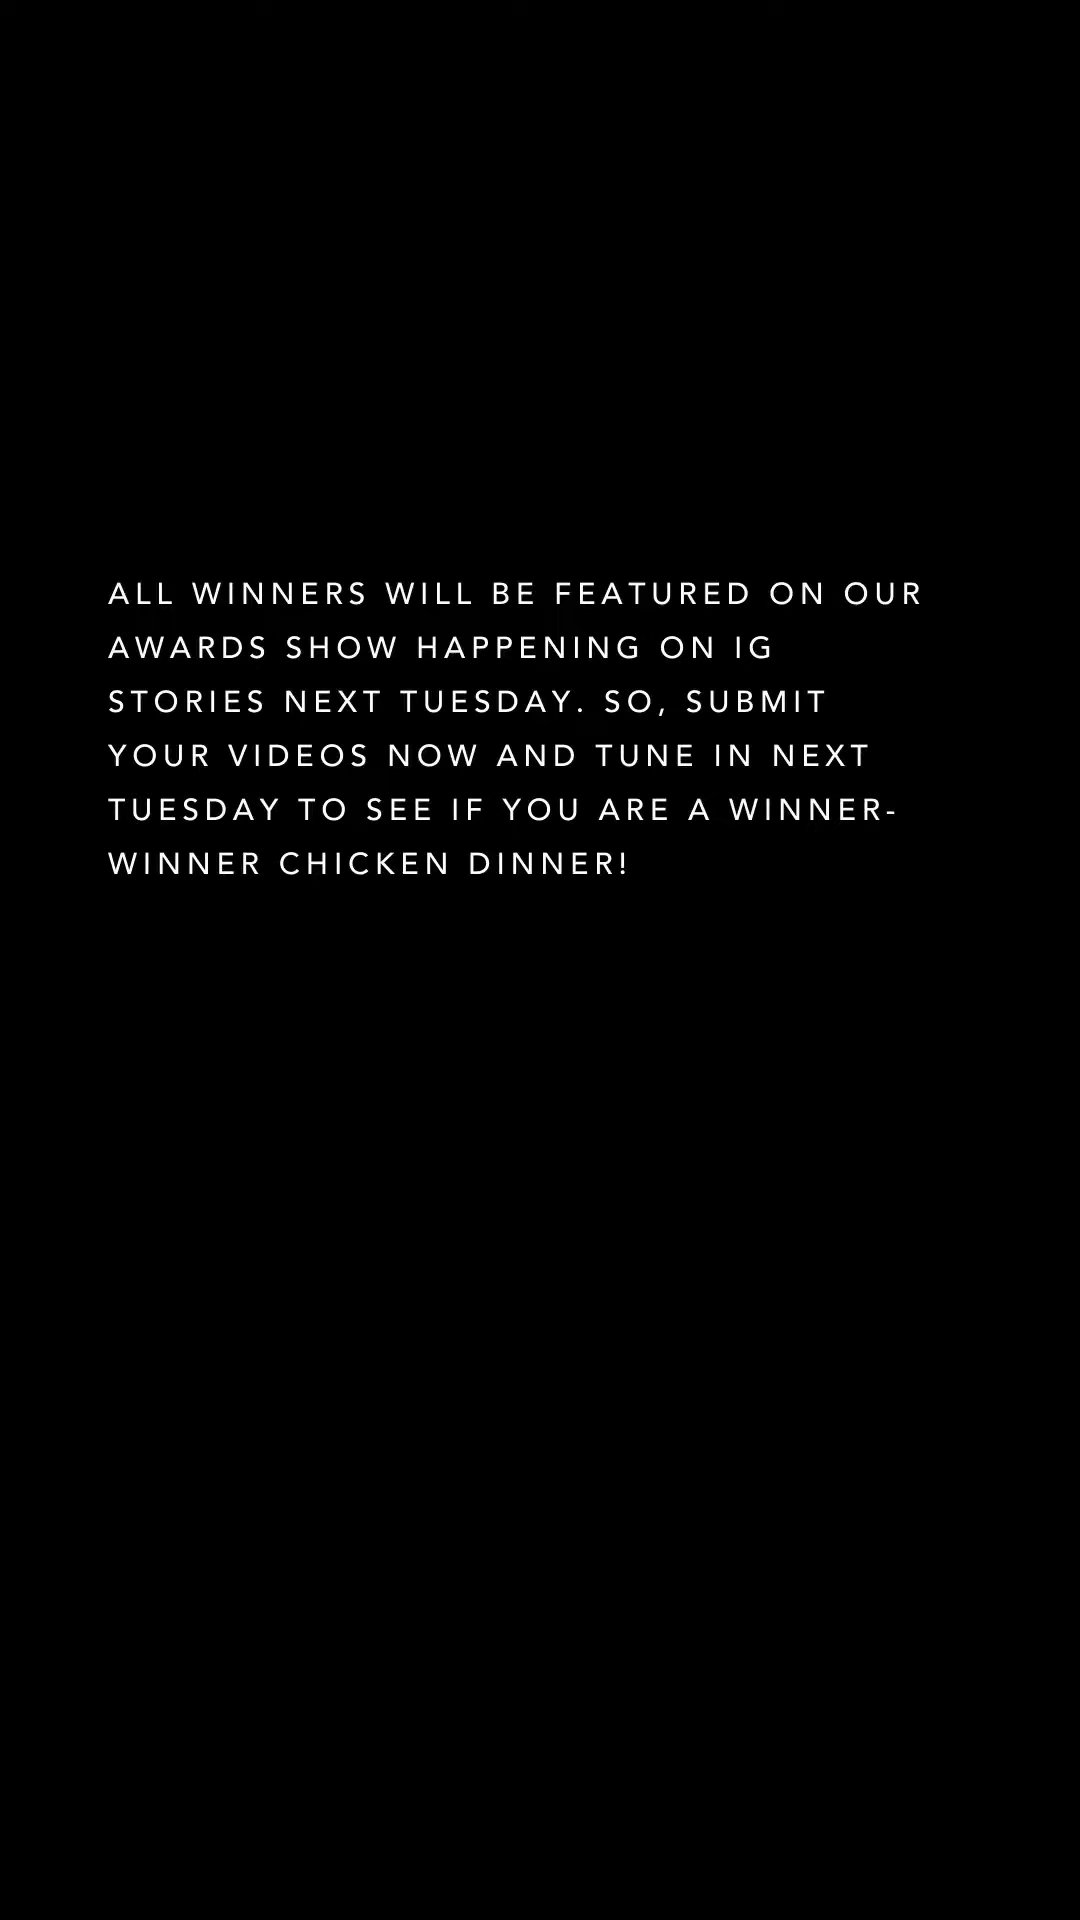 ALL WINNERS WILL BE FEATURED ON OUR
AWARDS SHOW HAPPENING ON IG
STORIES NEXT TUESDAY. SO, SUBMIT
YOUR VIDEOS NOW AND TUNE IN NEXT
TUESDAY TO SEE IF YOU ARE A WINNER-
WINNER CHICKEN DINNER!